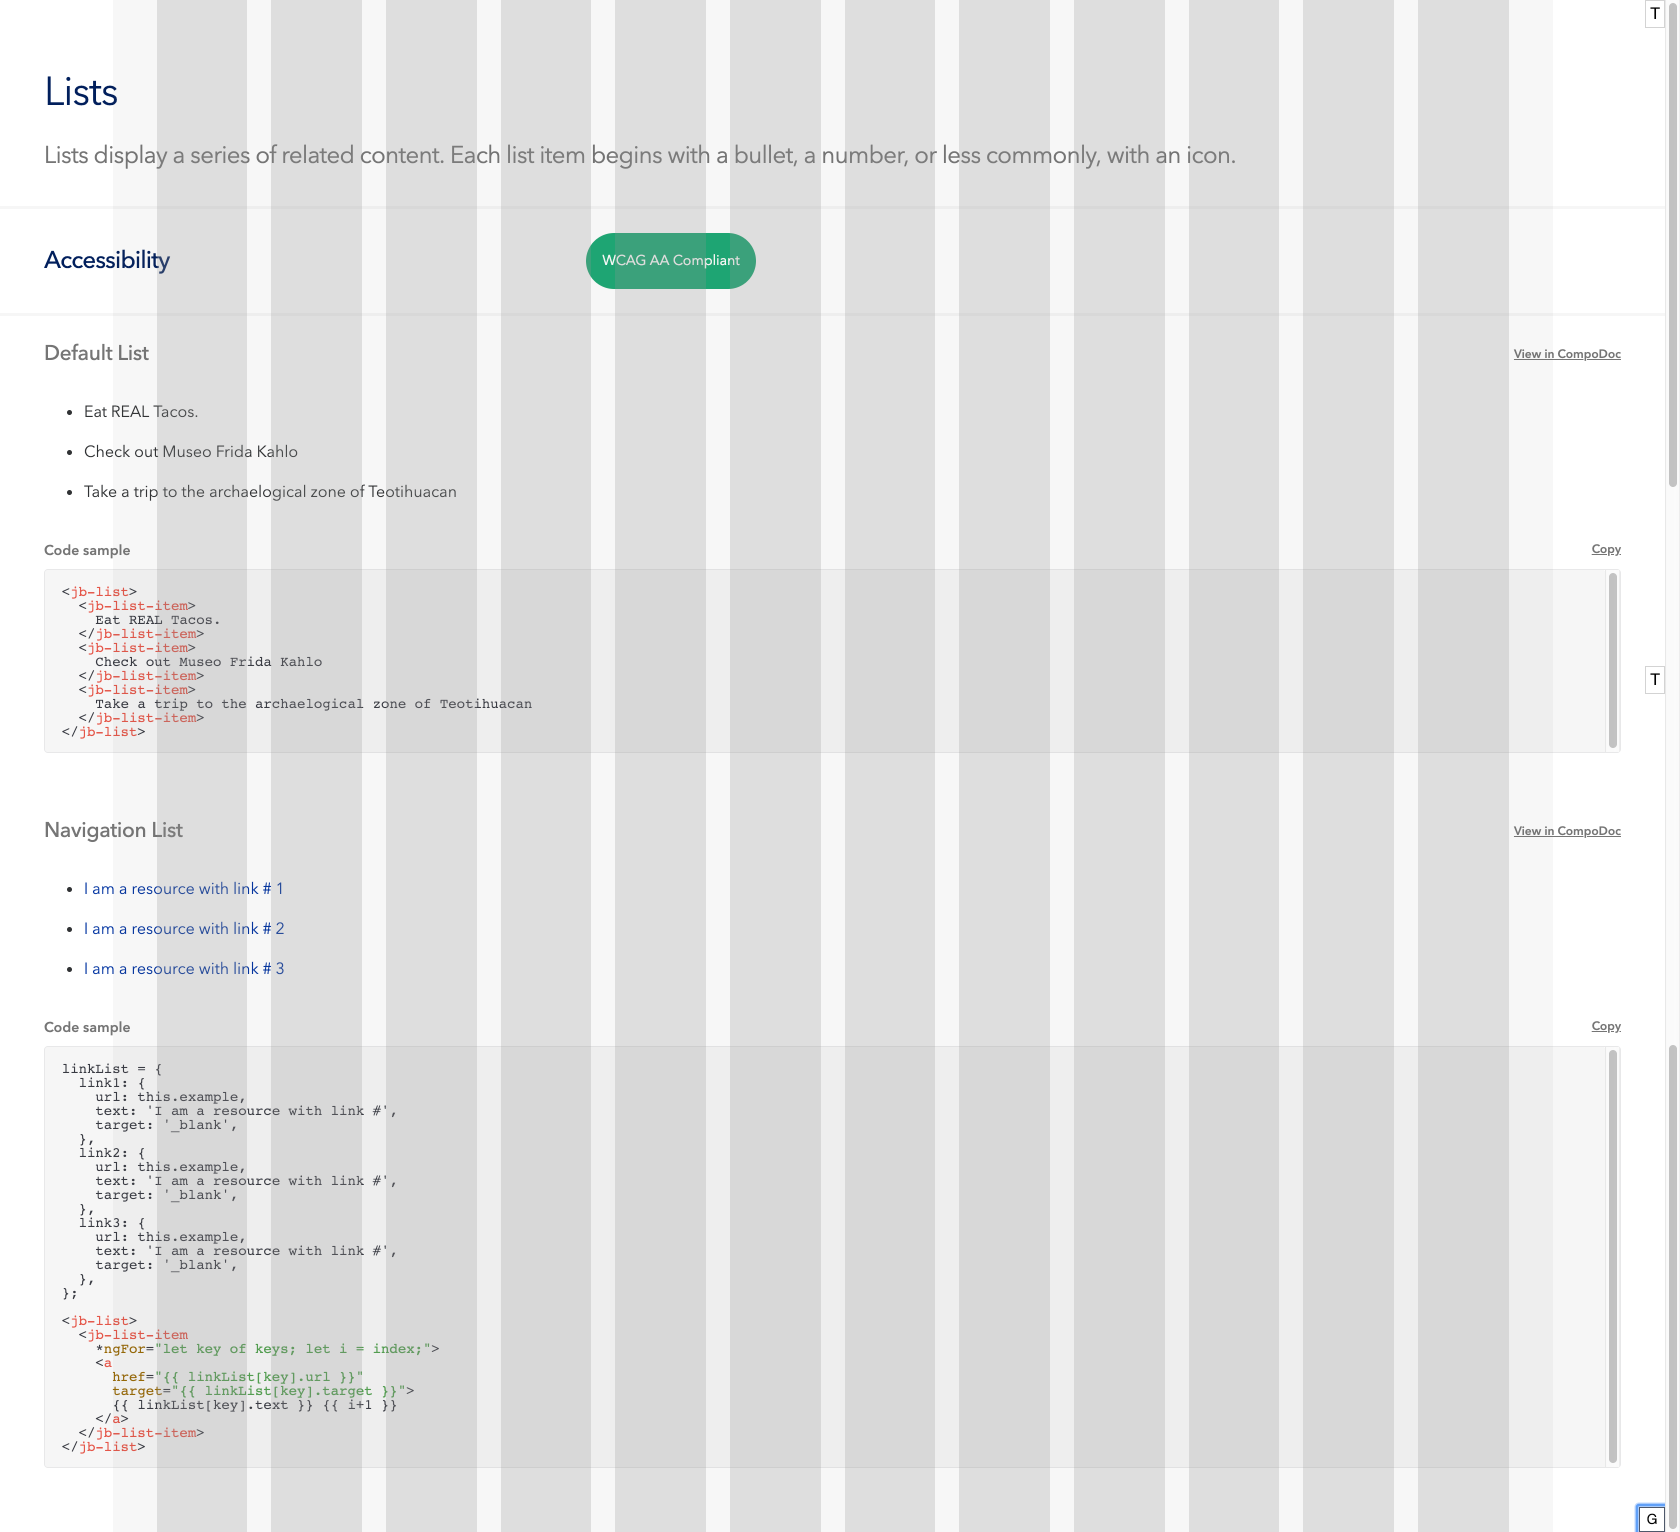 T
Lists
Lists display a series of related content. Each list item begins with a bullet, a number, or less commonly, with an icon.
Accessibility
WCAG AA Compliant
Default List
View in CompoDoc
• Eat REAL Tacos.
• Check out Museo Frida Kahlo
• Take a trip to the archaelogical zone of Teotihuacan
Code sample
Copy
<jb-list>
  <jb-list-item>
    Eat REAL Tacos.
  </jb-list-item>
  <jb-list-item>
    Check out Museo Frida Kahlo
  </jb-list-item>
  <jb-list-item>
    Take a trip to the archaelogical zone of Teotihuacan
  </jb-list-item>
</jb-list>
T
Navigation List
View in CompoDoc
• I am a resource with link # 1
• I am a resource with link # 2
• I am a resource with link # 3
Code sample
Copy
linkList = {
  link1: {
    url: this.example,
    text: 'I am a resource with link #',
    target: '_blank',
  },
  link2: {
    url: this.example,
    text: 'I am a resource with link #',
    target: '_blank',
  },
  link3: {
    url: this.example,
    text: 'I am a resource with link #',
    target: '_blank',
  },
};
<jb-list>
  <jb-list-item
    *ngFor="let key of keys; let i = index;">
    <a
      href="{{ linkList[key].url }}"
      target="{{ linkList[key].target }}">
      {{ linkList[key].text }} {{ i+1 }}
    </a>
  </jb-list-item>
</jb-list>
G